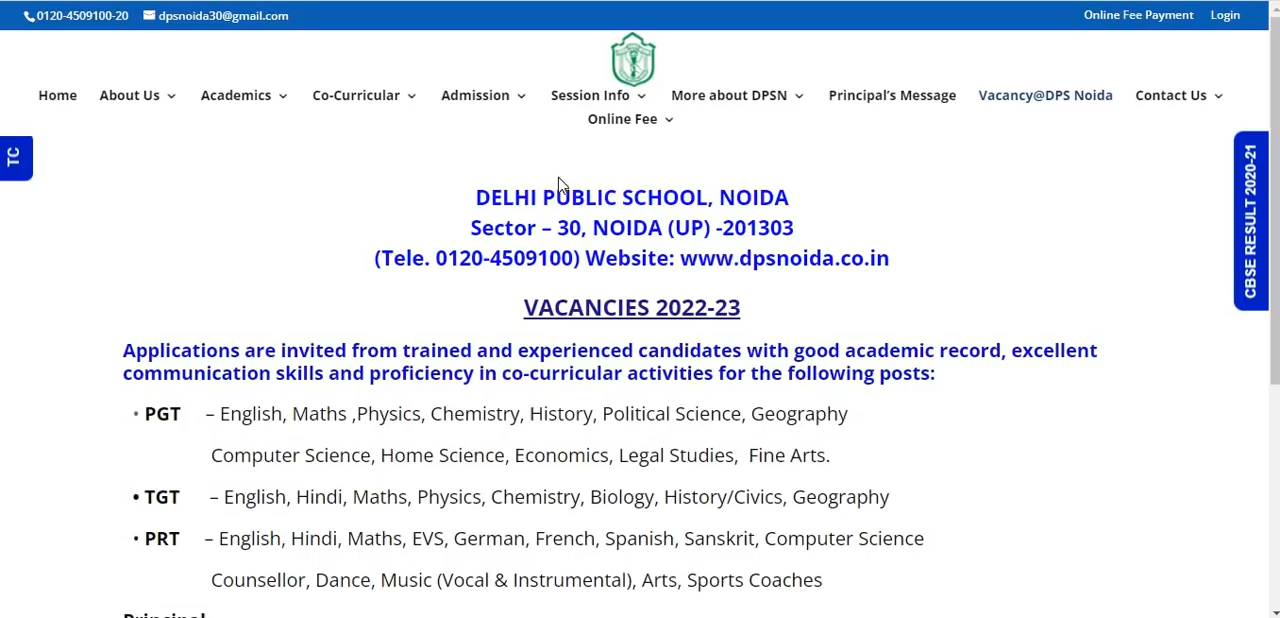 0120-4509100-20 dpsnoida30@gmail.com Online Fee Payment Login
Home About Us Academics Co-Curricular Admission Session Info More about DPSN Principal's Message Vacancy@DPS Noida Contact Us
Online Fee
TC
CBSE RESULT 2020-21
DELHI PUBLIC SCHOOL, NOIDA
Sector – 30, NOIDA (UP) -201303
(Tele. 0120-4509100) Website: www.dpsnoida.co.in
VACANCIES 2022-23
Applications are invited from trained and experienced candidates with good academic record, excellent
communication skills and proficiency in co-curricular activities for the following posts:
• PGT – English, Maths ,Physics, Chemistry, History, Political Science, Geography
Computer Science, Home Science, Economics, Legal Studies, Fine Arts.
• TGT – English, Hindi, Maths, Physics, Chemistry, Biology, History/Civics, Geography
• PRT – English, Hindi, Maths, EVS, German, French, Spanish, Sanskrit, Computer Science
Counsellor, Dance, Music (Vocal & Instrumental), Arts, Sports Coaches
Principal